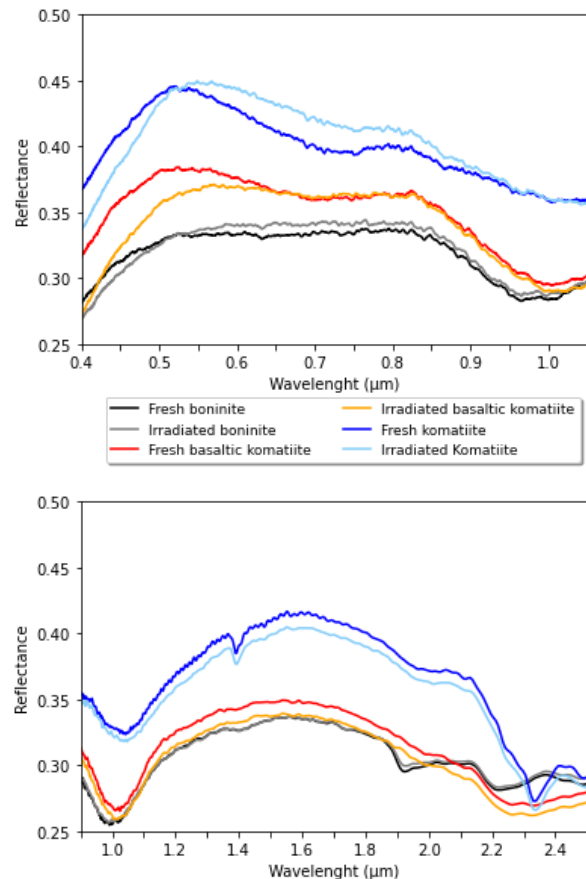 0.50
0.45
0.40
0.35
0.30
0.25
Reflectance
0.4 0.5 0.6 0.7 0.8 0.9 1.0
Wavelenght (μm)
Fresh boninite Irradiated basaltic komatiite
Irradiated boninite Fresh komatiite
Fresh basaltic komatiite Irradiated Komatiite
0.50
0.45
0.40
0.35
0.30
0.25
Reflectance
1.0 1.2 1.4 1.6 1.8 2.0 2.2 2.4
Wavelenght (μm)